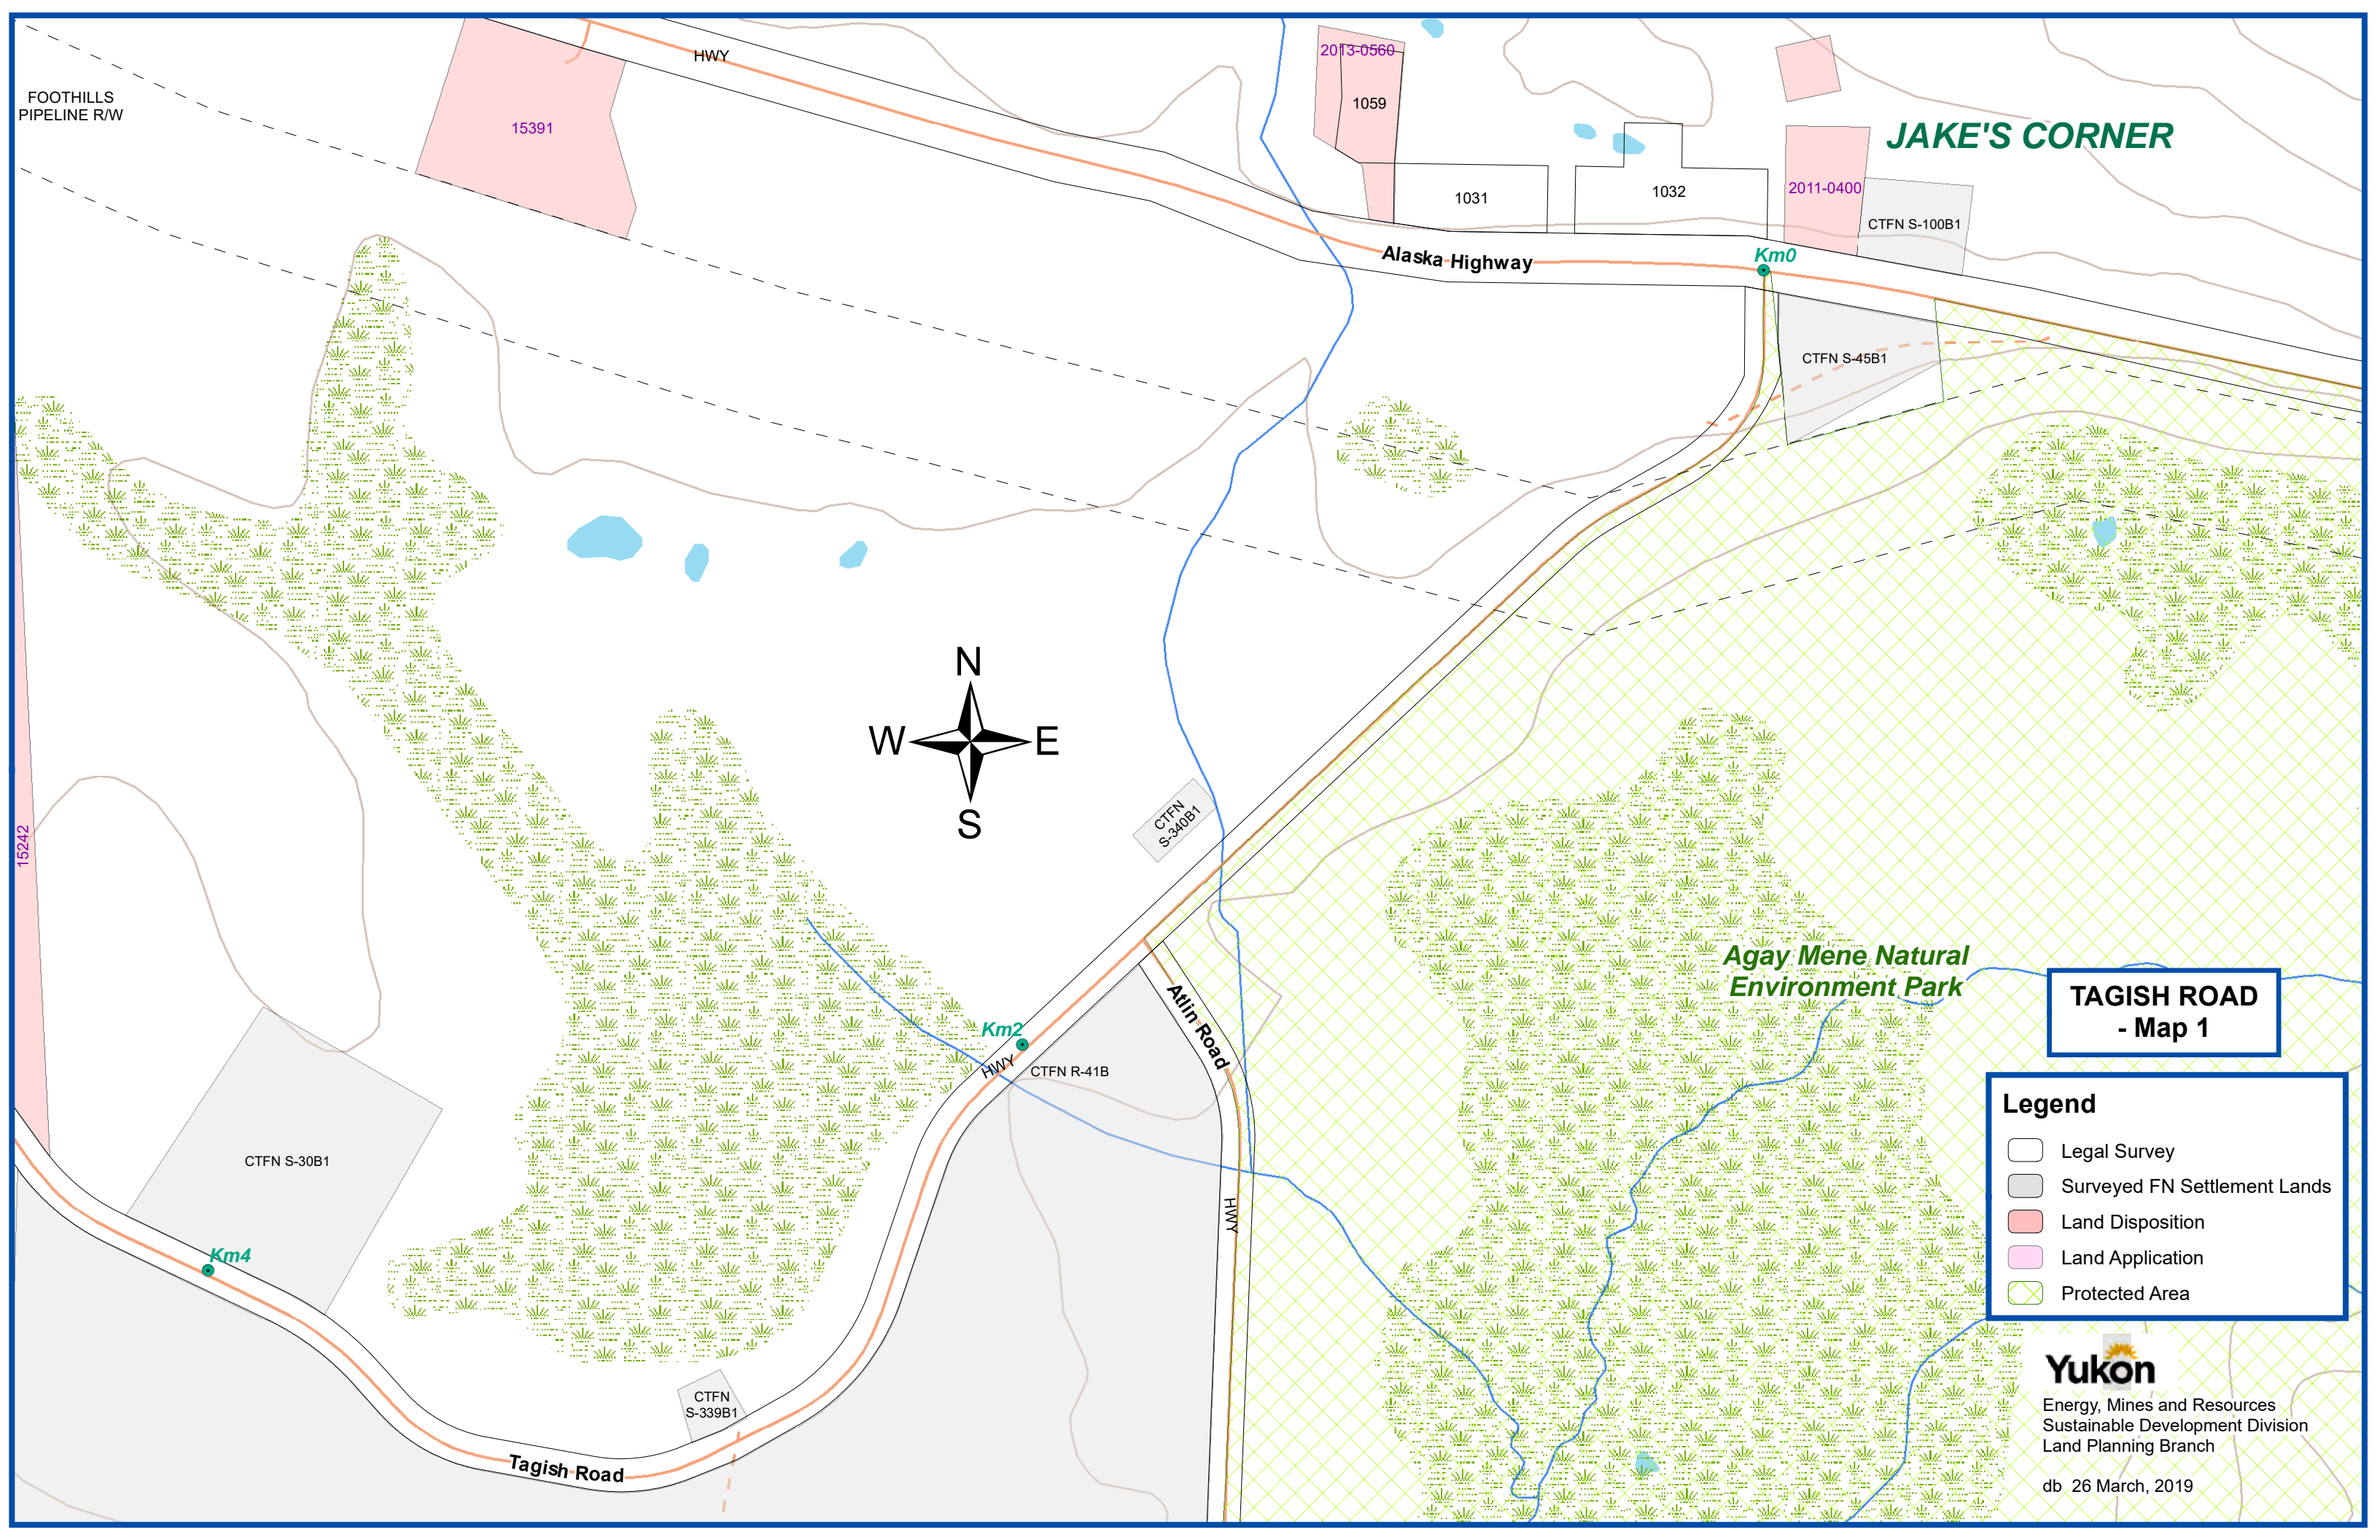 HWY
FOOTHILLS
PIPELINE R/W
15391
2013-0560
1059
1031
1032
JAKE'S CORNER
2011-0400
CTFN S-100B1
Alaska Highway
Km0
CTFN S-45B1
N
W
E
S
CTFN
S-340B1
15242
Agay Mene Natural
Environment Park
Atlin Road
Km2
HWY
CTFN R-41B
CTFN S-30B1
HWY
Km4
CTFN
S-339B1
Tagish Road
TAGISH ROAD
- Map 1
Legend
Legal Survey
Surveyed FN Settlement Lands
Land Disposition
Land Application
Protected Area
Yukon
Energy, Mines and Resources
Sustainable Development Division
Land Planning Branch
db 26 March, 2019